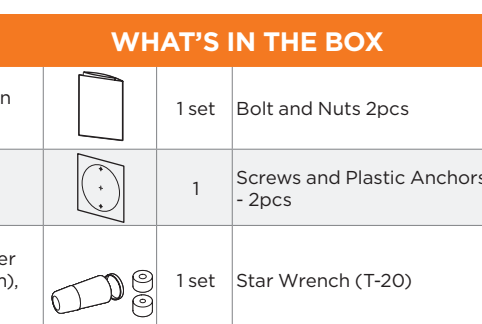 WHAT'S IN THE BOX
1 set
Bolt and Nuts 2pcs
1
Screws and Plastic Anchors
- 2pcs
1 set
Star Wrench (T-20)